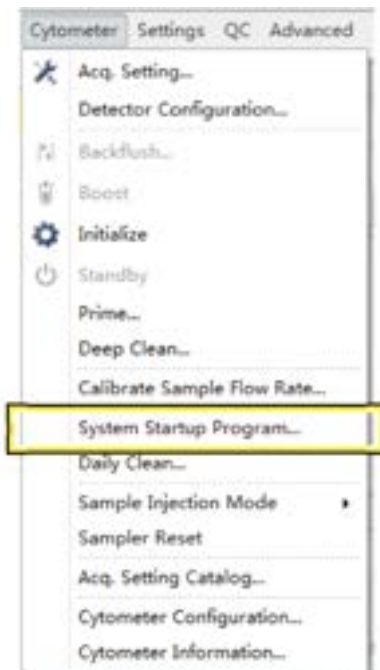 Cytometer Settings QC Advanced
Acq. Setting...
Detector Configuration...
Backflush...
Boost
Initialize
Standby
Prime...
Deep Clean...
Calibrate Sample Flow Rate...
System Startup Program...
Daily Clean...
Sample Injection Mode
Sampler Reset
Acq. Setting Catalog...
Cytometer Configuration...
Cytometer Information...